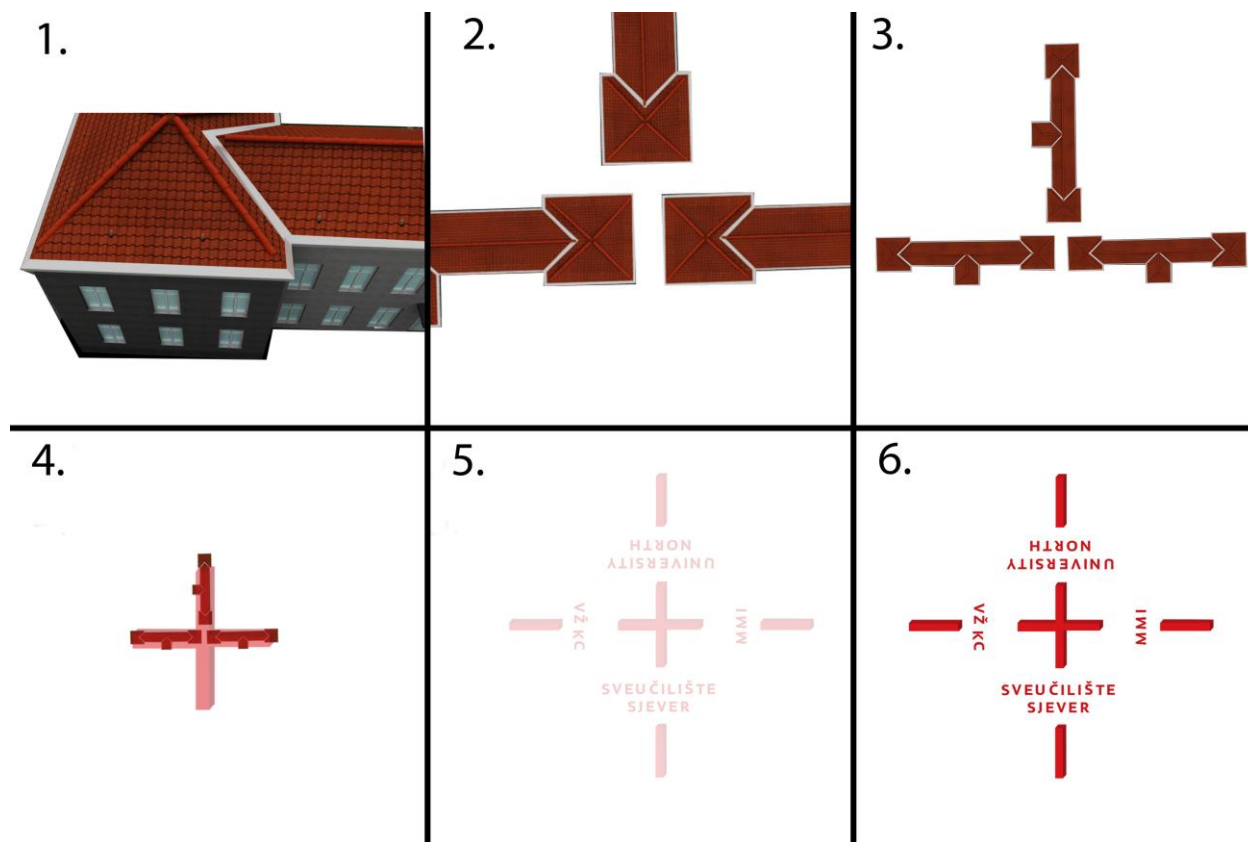 1.
2.
3.
4.
5.
UNIVERSITY
NORTH
VŽ KC
MMI
SVEUČILIŠTE
SJEVER
6.
UNIVERSITY
NORTH
VŽ KC
MMI
SVEUČILIŠTE
SJEVER